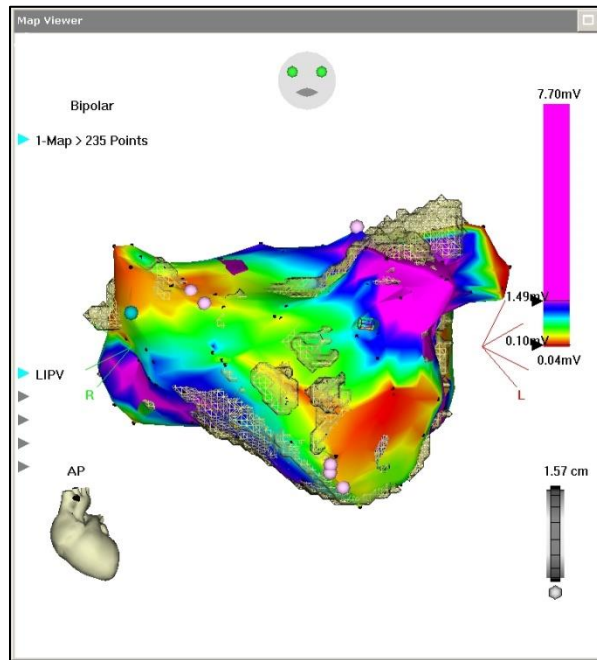 Map Viewer
7.70mV
Bipolar
1-Map > 235 Points
1.49mV
0.10mV
0.04mV
LIPV
R
L
AP
1.57 cm